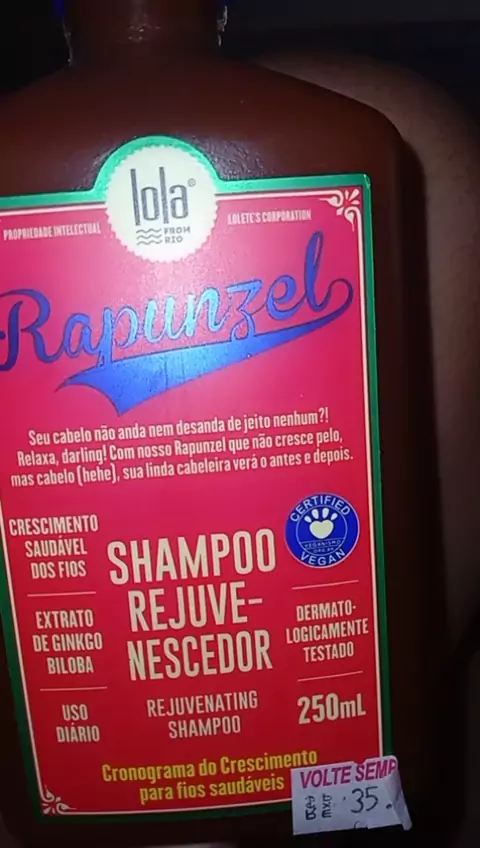 lola®
FROM
RIO
PROPRIEDADE INTELECTUAL
LOLETE'S CORPORATION
Rapunzel
Seu cabelo não anda nem desanda de jeito nenhum?!
Relaxa, darling! Com nosso Rapunzel que não cresce pelo,
mas cabelo (hehe), sua linda cabeleira verá o antes e depois.
CRESCIMENTO
SAUDÁVEL
DOS FIOS
EXTRATO
DE GINKGO
BILOBA
USO
DIÁRIO
SHAMPOO
REJUVE-
NESCEDOR
REJUVENATING
SHAMPOO
CERTIFIED
VEGANISMO
VEGAN
DERMATO-
LOGICAMENTE
TESTADO
250mL
Cronograma do Crescimento
para fios saudáveis
VOLTE SEMP
35